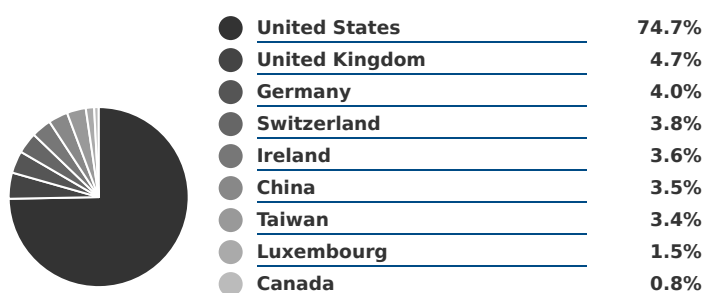 United States 74.7%
United Kingdom 4.7%
Germany 4.0%
Switzerland 3.8%
Ireland 3.6%
China 3.5%
Taiwan 3.4%
Luxembourg 1.5%
Canada 0.8%